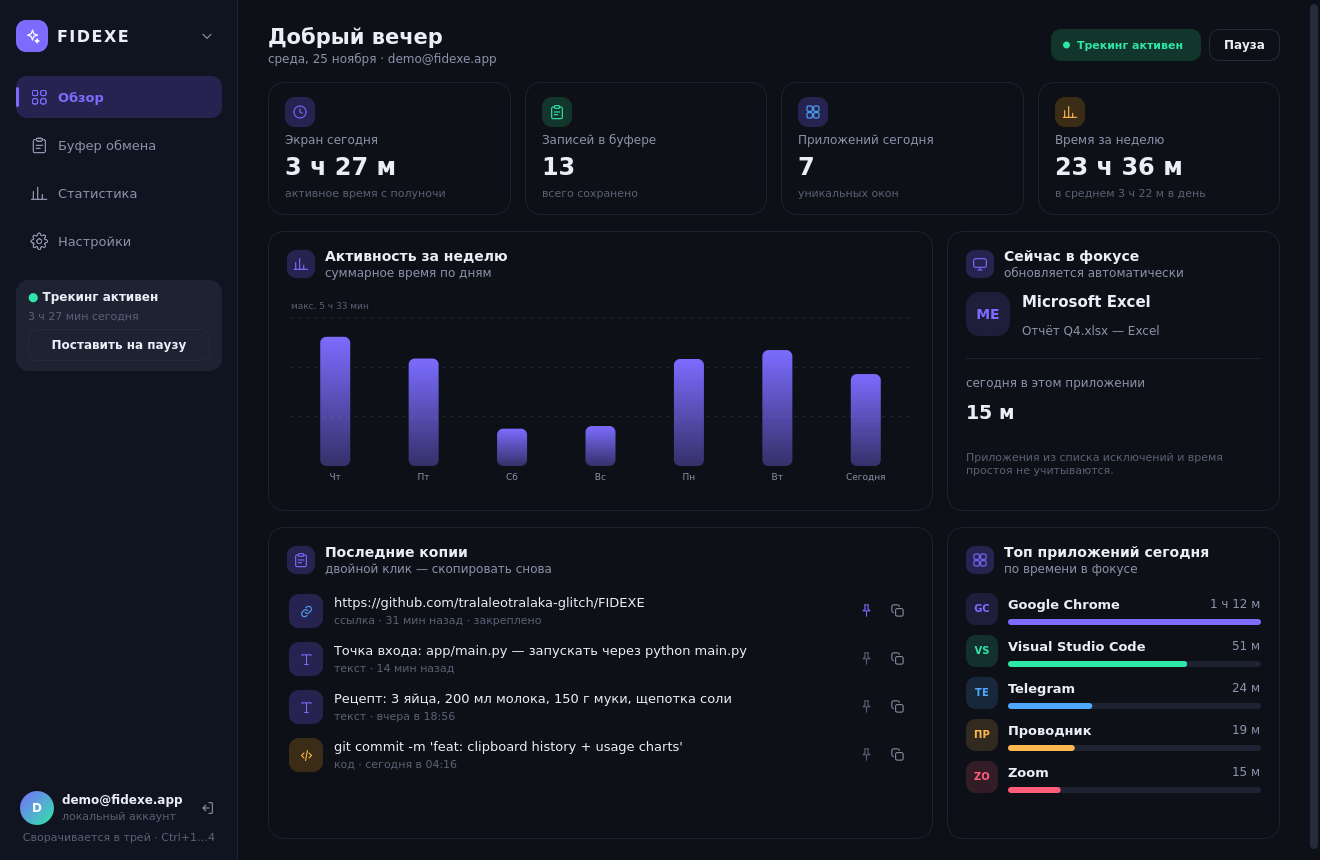 FIDEXE
Обзор
Буфер обмена
Статистика
Настройки
Трекинг активен
3 ч 27 мин сегодня
Поставить на паузу
D
demo@fidexe.app
локальный аккаунт
Сворачивается в трей · Ctrl+1…4
Добрый вечер
среда, 25 ноября · demo@fidexe.app
Трекинг активен
Пауза
Экран сегодня
3 ч 27 м
активное время с полуночи
Записей в буфере
13
всего сохранено
Приложений сегодня
7
уникальных окон
Время за неделю
23 ч 36 м
в среднем 3 ч 22 м в день
Активность за неделю
суммарное время по дням
макс. 5 ч 33 мин
Чт Пт Сб Вс Пн Вт Сегодня
Сейчас в фокусе
обновляется автоматически
ME
Microsoft Excel
Отчёт Q4.xlsx — Excel
сегодня в этом приложении
15 м
Приложения из списка исключений и время
простоя не учитываются.
Последние копии
двойной клик — скопировать снова
https://github.com/tralaleotralaka-glitch/FIDEXE
ссылка · 31 мин назад · закреплено
Точка входа: app/main.py — запускать через python main.py
текст · 14 мин назад
Рецепт: 3 яйца, 200 мл молока, 150 г муки, щепотка соли
текст · вчера в 18:56
git commit -m 'feat: clipboard history + usage charts'
код · сегодня в 04:16
Топ приложений сегодня
по времени в фокусе
GC Google Chrome 1 ч 12 м
VS Visual Studio Code 51 м
TE Telegram 24 м
ПР Проводник 19 м
ZO Zoom 15 м